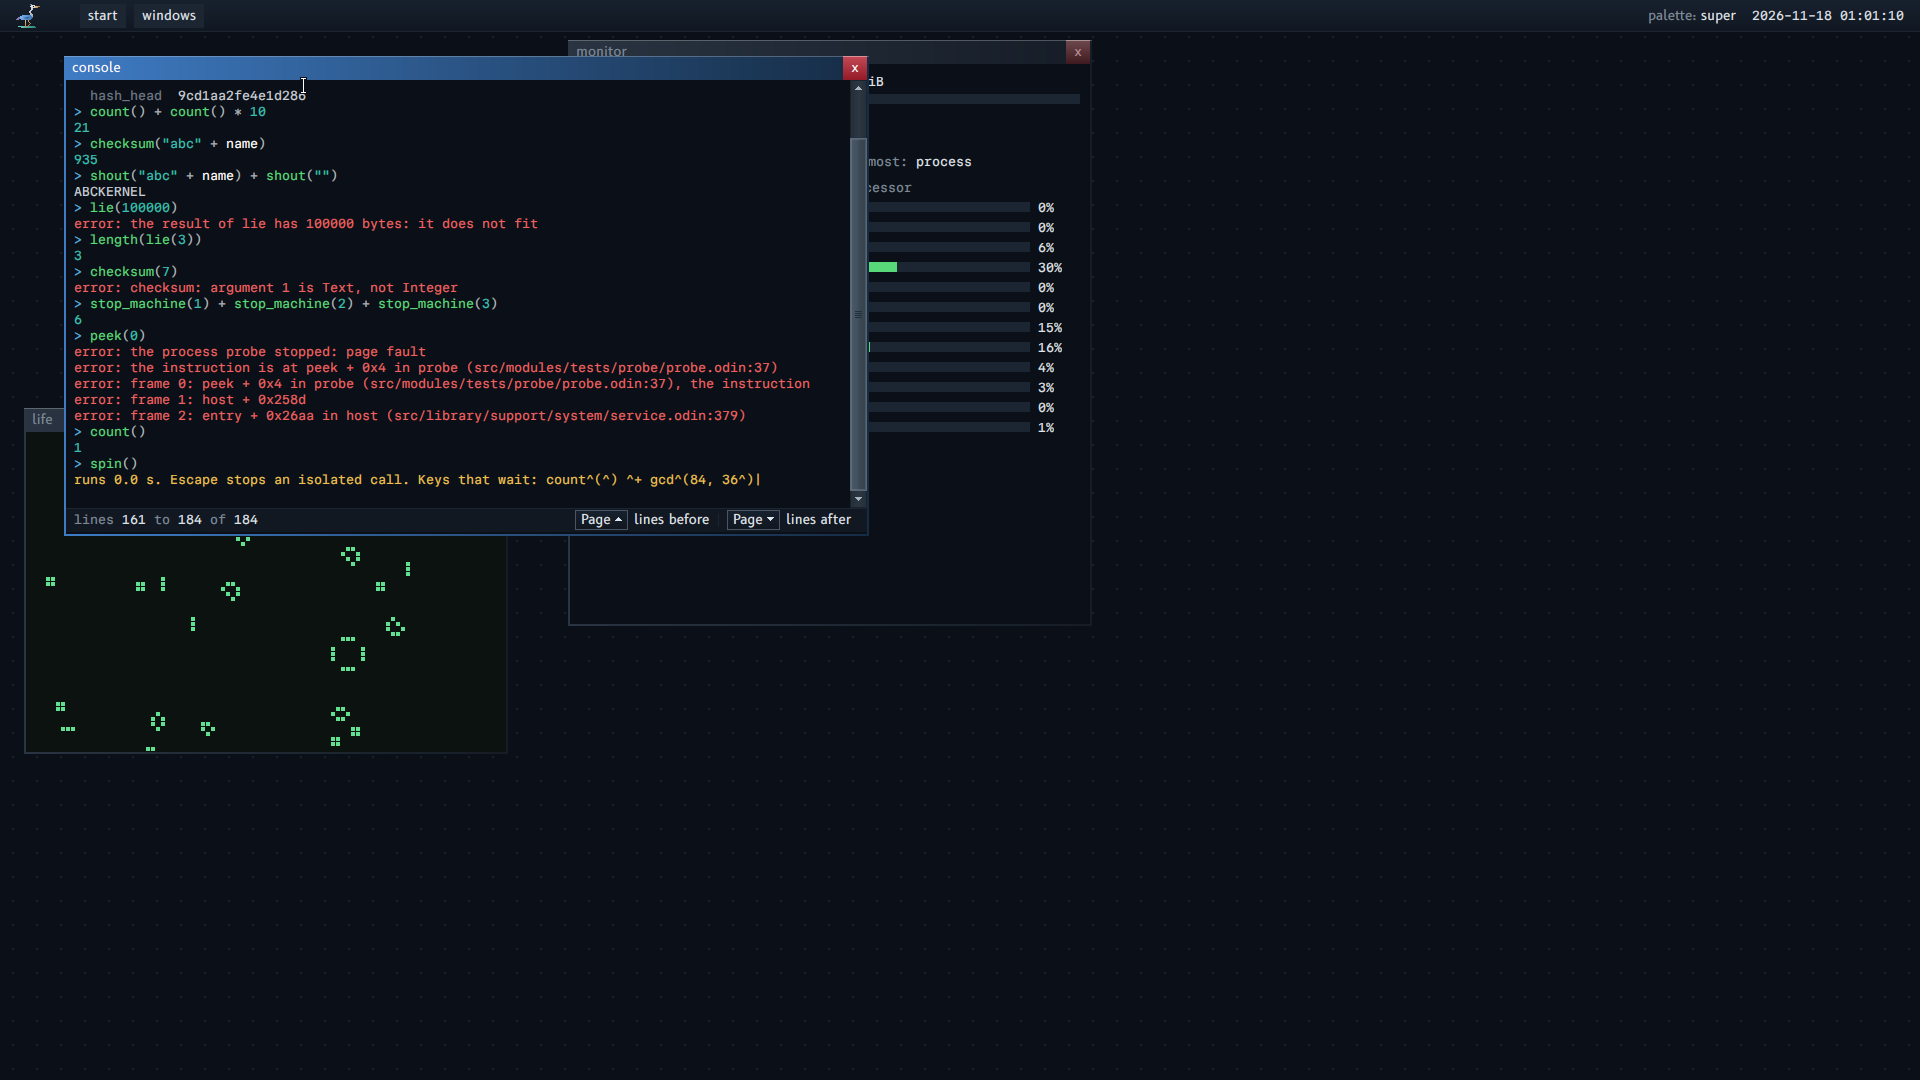 start windows palette: super 2026-11-18 01:01:10
monitor x
console x
iB
hash_head 9cd1aa2fe4e1d286
> count() + count() * 10
21
> checksum("abc" + name)
935
> shout("abc" + name) + shout("")
ABCKERNEL
> lie(100000)
error: the result of lie has 100000 bytes: it does not fit
> length(lie(3))
3
> checksum(7)
error: checksum: argument 1 is Text, not Integer
> stop_machine(1) + stop_machine(2) + stop_machine(3)
6
> peek(0)
error: the process probe stopped: page fault
error: the instruction is at peek + 0x4 in probe (src/modules/tests/probe/probe.odin:37)
error: frame 0: peek + 0x4 in probe (src/modules/tests/probe/probe.odin:37), the instruction
error: frame 1: host + 0x258d
error: frame 2: entry + 0x26aa in host (src/library/support/system/service.odin:379)
> count()
1
> spin()
runs 0.0 s. Escape stops an isolated call. Keys that wait: count^(^) ^+ gcd^(84, 36^)|
lines 161 to 184 of 184 Page lines before Page lines after
most: process
cessor
0%
0%
6%
30%
0%
0%
15%
16%
4%
3%
0%
1%
life